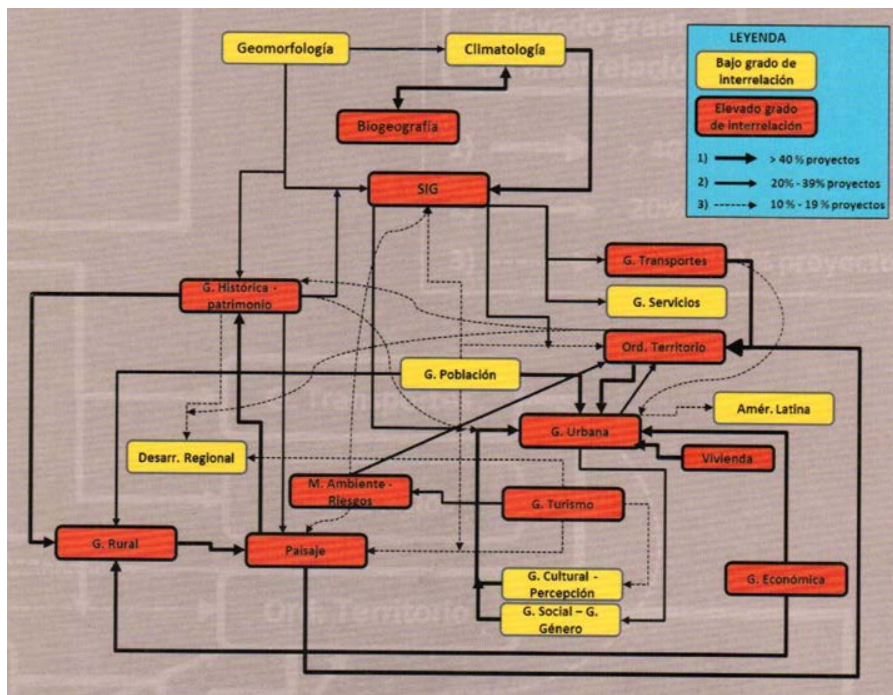 Geomorfología
Climatología
Biogeografía
SIG
LEYENDA
Bajo grado de
interrelación
Elevado grado
de interrelación
1) > 40 % proyectos
2) 20% - 39% proyectos
3) 10 % - 19 % proyectos
G. Transportes
G. Histórica -
patrimonio
G. Servicios
Ord. Territorio
G. Población
Amér. Latina
G. Urbana
Desarr. Regional
Vivienda
M. Ambiente -
Riesgos
G. Turismo
G. Rural
Paisaje
G. Cultural -
Percepción
G. Económica
G. Social – G.
Género